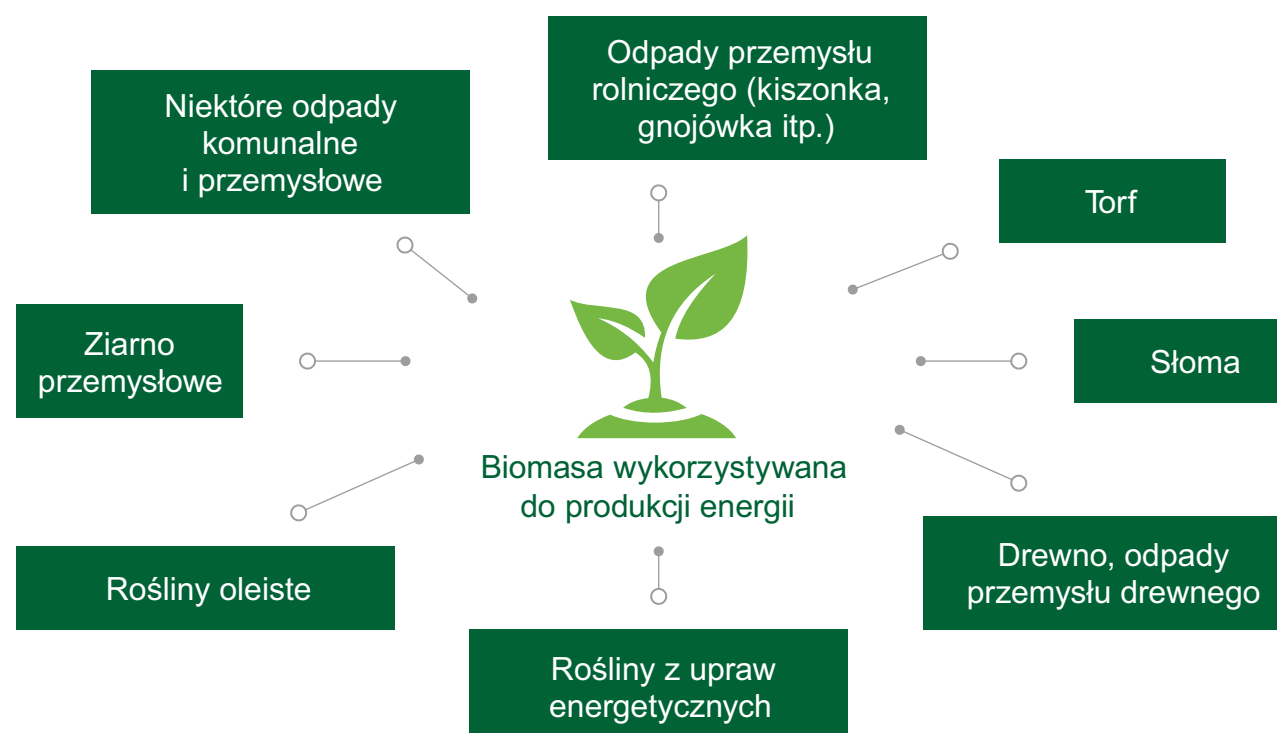 Odpady przemysłu
rolniczego (kiszonka,
gnojówka itp.)
Niektóre odpady
komunalne
i przemysłowe
Torf
Ziarno
przemysłowe
Słoma
Biomasa wykorzystywana
do produkcji energii
Rośliny oleiste
Drewno, odpady
przemysłu drewnego
Rośliny z upraw
energetycznych